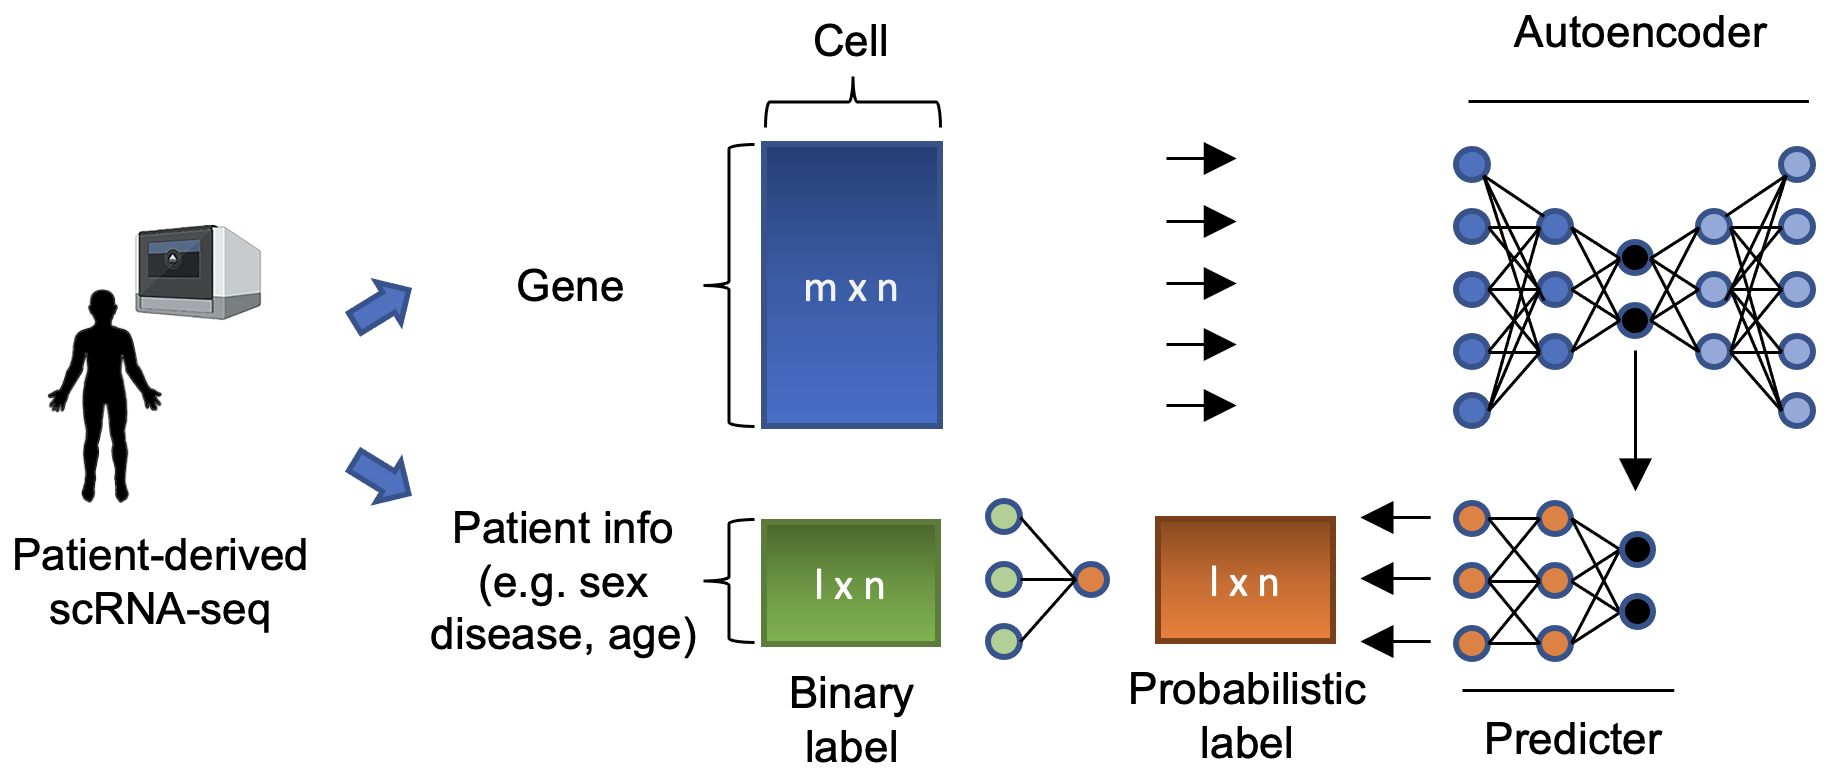 Cell
Autoencoder
Gene
m x n
Patient-derived
scRNA-seq
Patient info
(e.g. sex
disease, age)
l x n
l x n
Binary
label
Probabilistic
label
Predicter